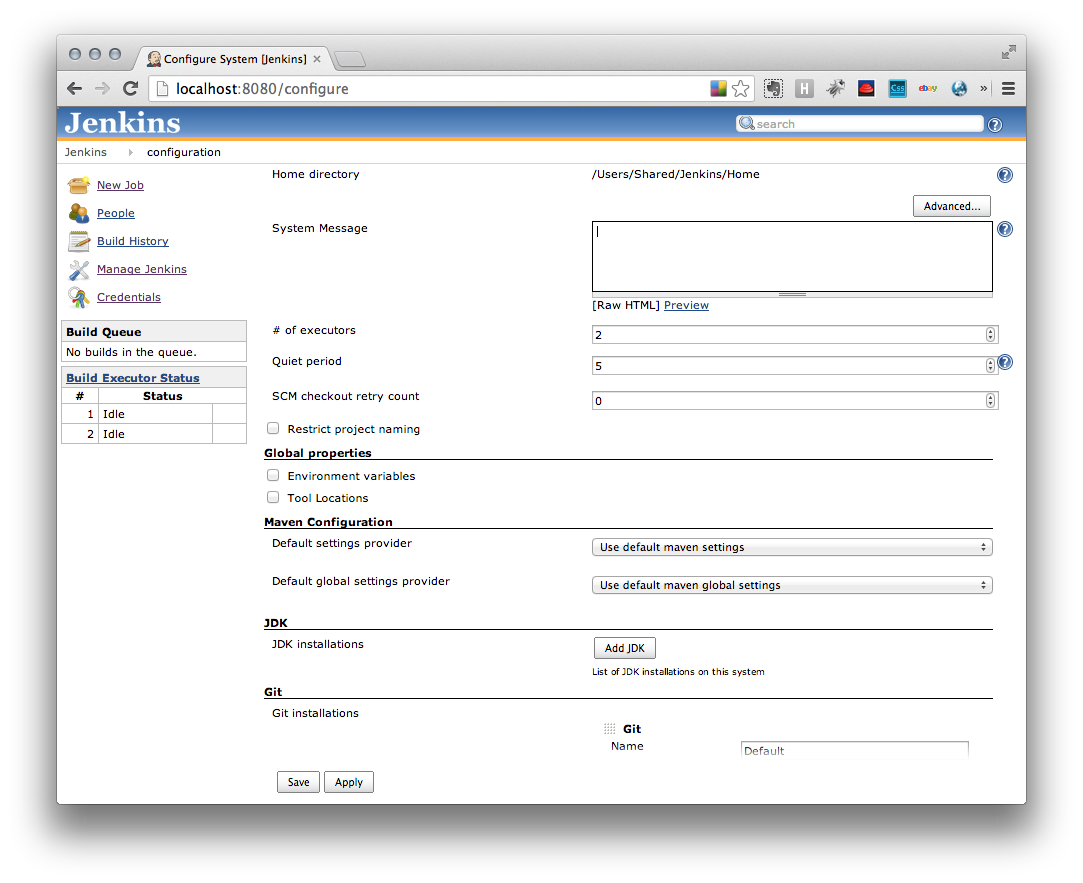 Configure System [Jenkins]
localhost:8080/configure
H
Css
ebay
»
Jenkins
search
Jenkins configuration
New Job
People
Build History
Manage Jenkins
Credentials
Build Queue
No builds in the queue.
Build Executor Status
# Status
1 Idle
2 Idle
Home directory /Users/Shared/Jenkins/Home
Advanced...
System Message
[Raw HTML] Preview
# of executors 2
Quiet period 5
SCM checkout retry count 0
Restrict project naming
Global properties
Environment variables
Tool Locations
Maven Configuration
Default settings provider Use default maven settings
Default global settings provider Use default maven global settings
JDK
JDK installations Add JDK
List of JDK installations on this system
Git
Git installations
Git
Name Default
Save Apply